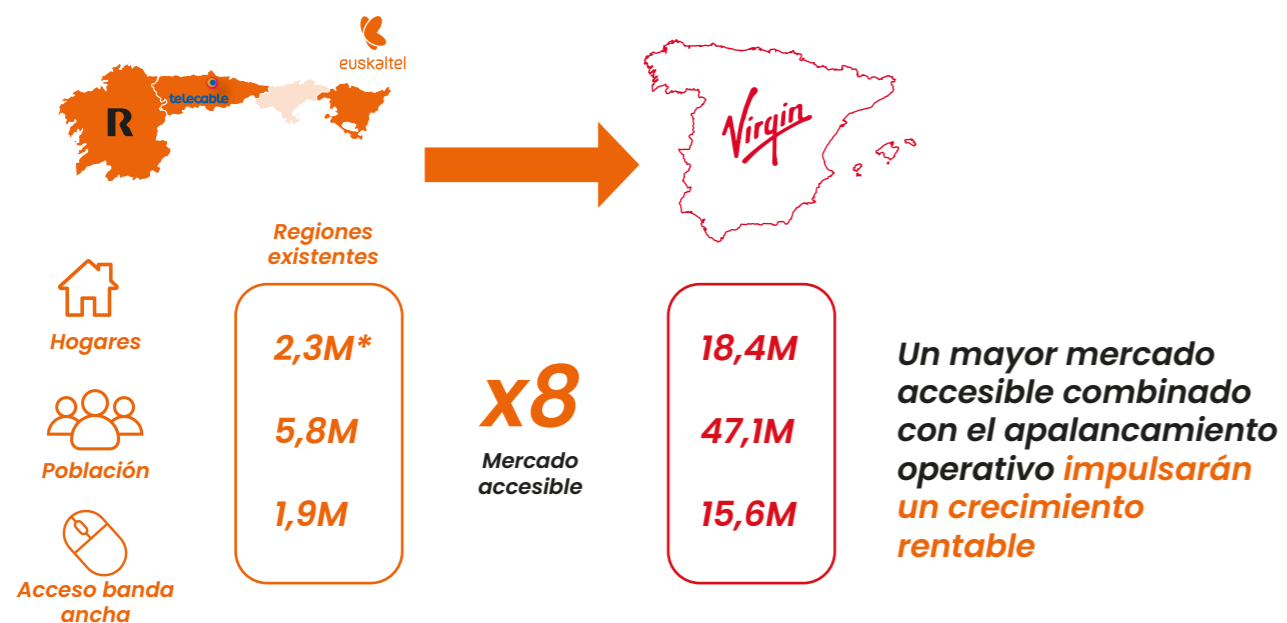 euskaltel
telecable
R
Virgin
Regiones
existentes
Hogares
2,3M*
18,4M
Población
5,8M
47,1M
Acceso banda
ancha
1,9M
15,6M
x8
Mercado
accesible
Un mayor mercado
accesible combinado
con el apalancamiento
operativo impulsarán
un crecimiento
rentable